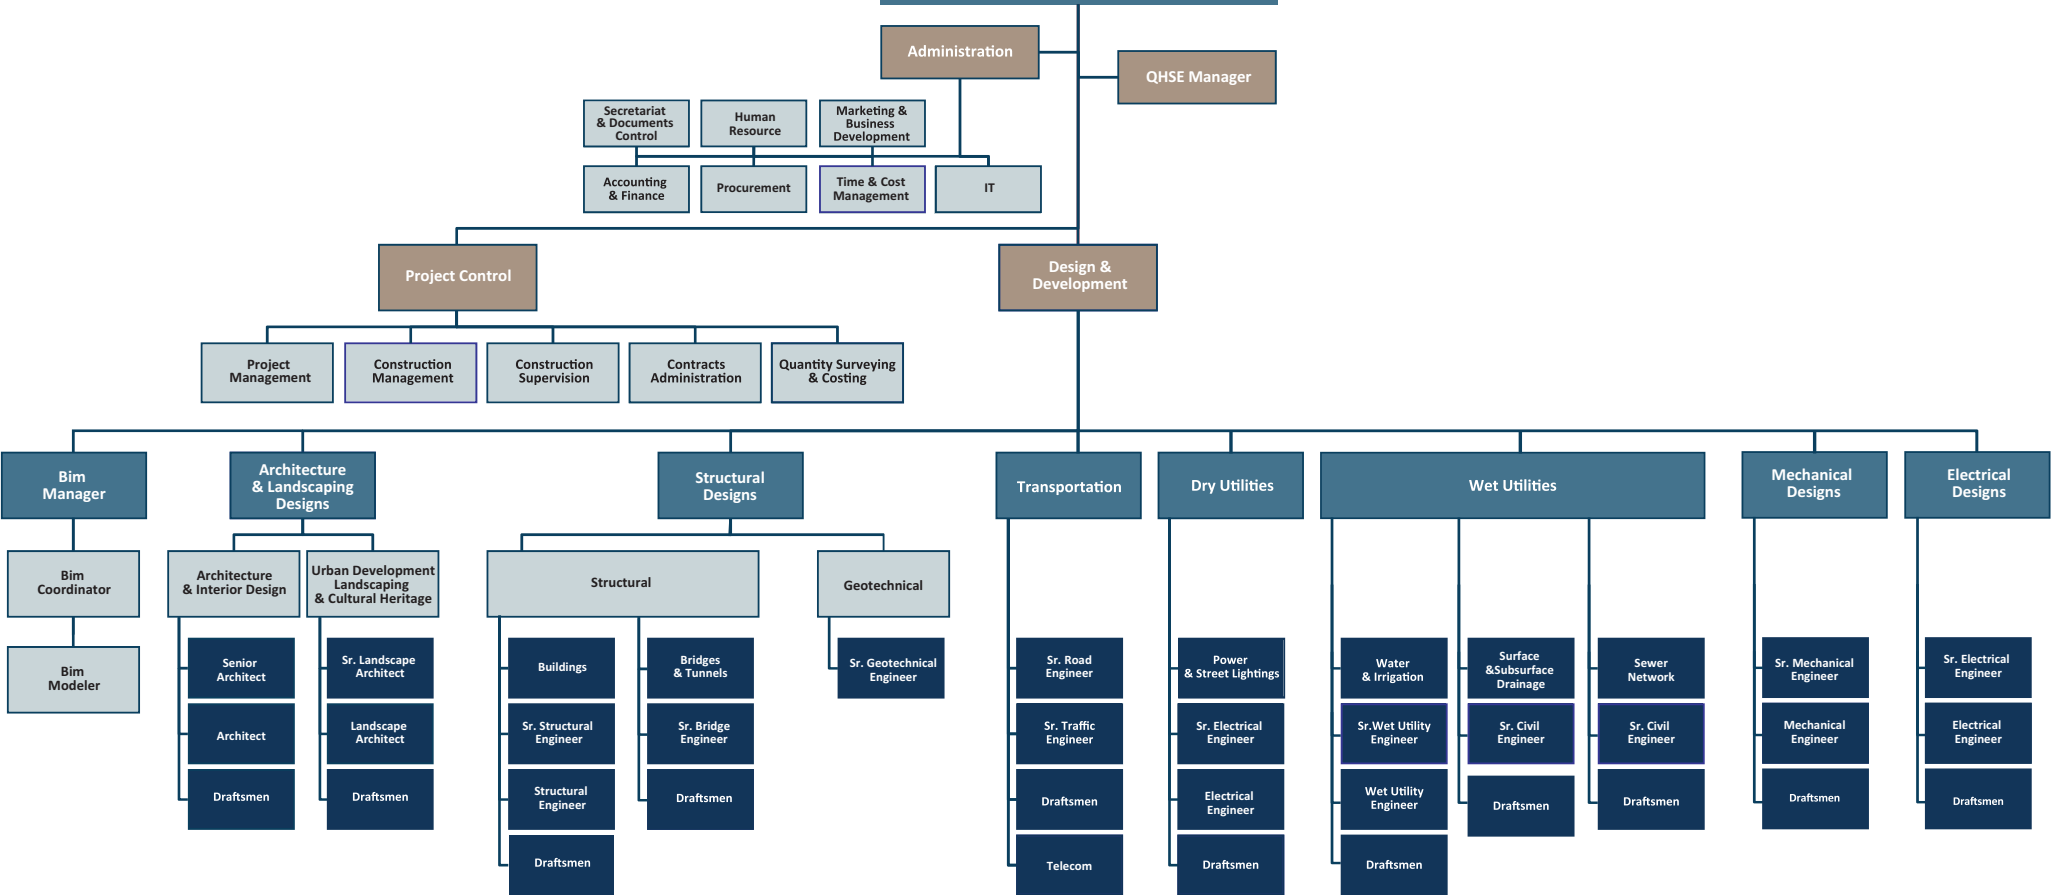 Administration
QHSE Manager
Secretariat
& Documents
Control
Human
Resource
Marketing &
Business
Development
Accounting
& Finance
Procurement
Time & Cost
Management
IT
Project Control
Design &
Development
Project
Management
Construction
Management
Construction
Supervision
Contracts
Administration
Quantity Surveying
& Costing
Bim
Manager
Architecture
& Landscaping
Designs
Structural
Designs
Transportation
Dry Utilities
Wet Utilities
Mechanical
Designs
Electrical
Designs
Bim
Coordinator
Architecture
& Interior Design
Urban Development
Landscaping
& Cultural Heritage
Structural
Geotechnical
Bim
Modeler
Senior
Architect
Sr. Landscape
Architect
Buildings
Bridges
& Tunnels
Sr. Geotechnical
Engineer
Sr. Road
Engineer
Power
& Street Lightings
Water
& Irrigation
Surface
&Subsurface
Drainage
Sewer
Network
Sr. Mechanical
Engineer
Sr. Electrical
Engineer
Architect
Landscape
Architect
Sr. Structural
Engineer
Sr. Bridge
Engineer
Sr. Traffic
Engineer
Sr. Electrical
Engineer
Sr.Wet Utility
Engineer
Sr. Civil
Engineer
Sr. Civil
Engineer
Mechanical
Engineer
Electrical
Engineer
Draftsmen
Draftsmen
Structural
Engineer
Draftsmen
Draftsmen
Electrical
Engineer
Wet Utility
Engineer
Draftsmen
Draftsmen
Draftsmen
Draftsmen
Draftsmen
Telecom
Draftsmen
Draftsmen